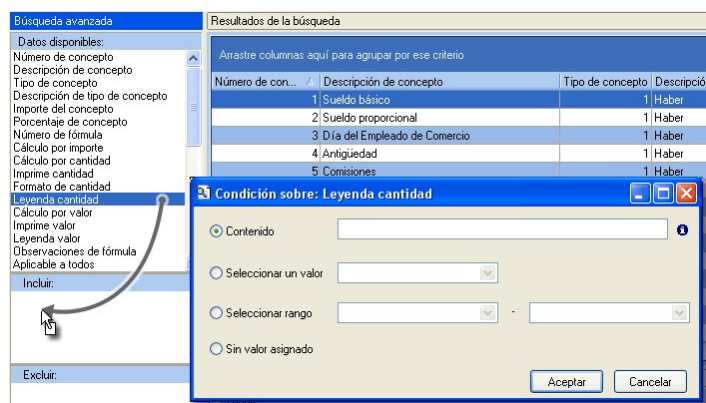 Búsqueda avanzada
Datos disponibles:
Número de concepto
Descripción de concepto
Tipo de concepto
Descripción de tipo de concepto
Importe del concepto
Porcentaje de concepto
Número de fórmula
Cálculo por importe
Cálculo por cantidad
Imprime cantidad
Formato de cantidad
Leyenda cantidad
Cálculo por valor
Imprime valor
Leyenda valor
Observaciones de fórmula
Aplicable a todos
Incluir:
Excluir:
Resultados de la búsqueda
Arrastre columnas aquí para agrupar por ese criterio
Número de con... Descripción de concepto Tipo de concepto Descripció
1 Sueldo básico 1 Haber
2 Sueldo proporcional 1 Haber
3 Día del Empleado de Comercio 1 Haber
4 Antigüedad 1 Haber
5 Comisiones 1 Haber
Condición sobre: Leyenda cantidad
Contenido
Seleccionar un valor
Seleccionar rango -
Sin valor asignado
Aceptar Cancelar